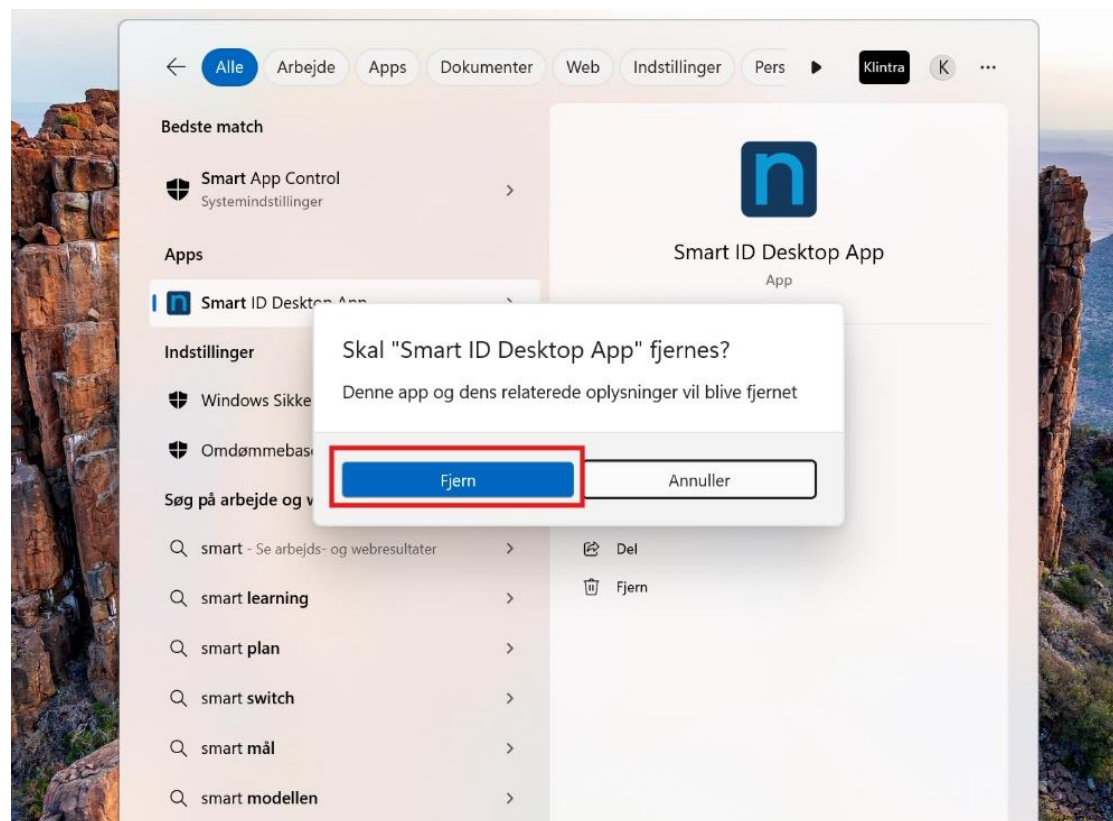 Alle Arbejde Apps Dokumenter Web Indstillinger Pers Klintra K
Bedste match
Smart App Control
Systemindstillinger
Apps
Smart ID Desktop App
Indstillinger
Windows Sikke
Omdømmebas
Søg på arbejde og
smart - Se arbejds- og webresultater
smart learning
smart plan
smart switch
smart mål
smart modellen
n
Smart ID Desktop App
App
Skal "Smart ID Desktop App" fjernes?
Denne app og dens relaterede oplysninger vil blive fjernet
Fjern Annuller
Del
Fjern